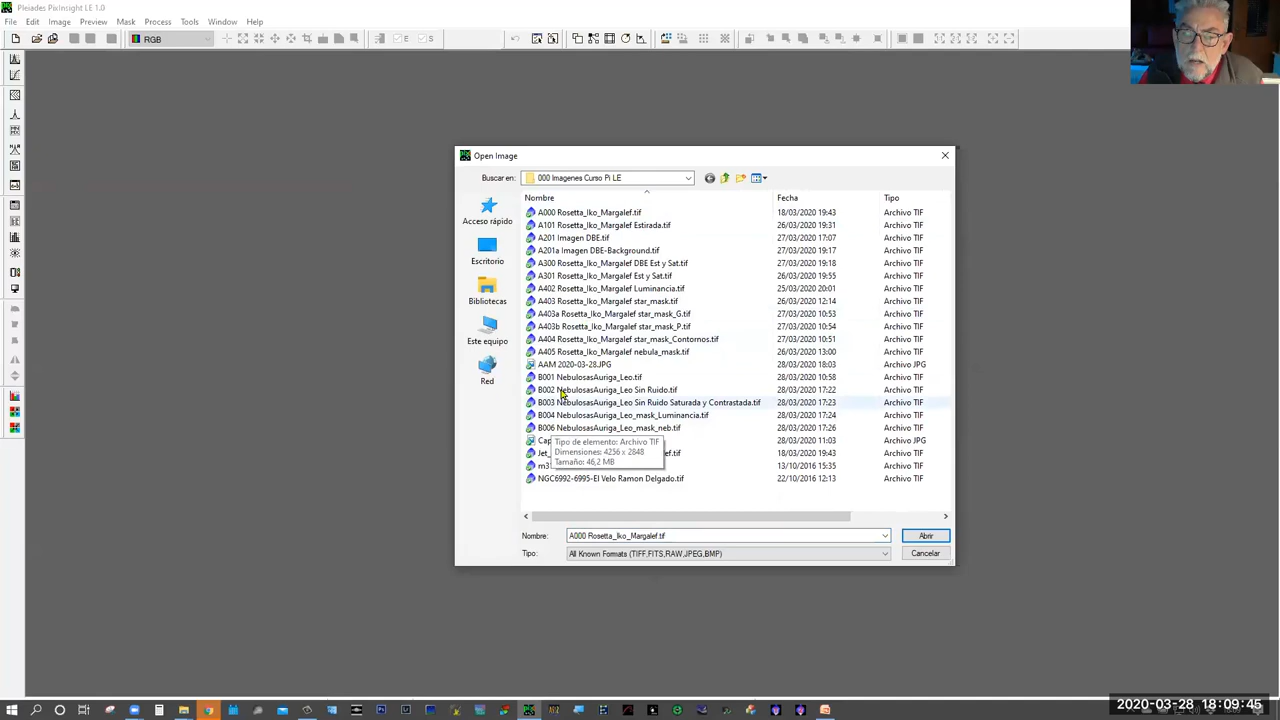 Pleiades PixInsight LE 1.0
File Edit Image Preview Mask Process Tools Window Help
RGB
E
S
Open Image
Buscar en: 000 Imagenes Curso Pi LE
Nombre Fecha Tipo
A000 Rosetta_Iko_Margalef.tif 18/03/2020 19:43 Archivo TIF
A101 Rosetta_Iko_Margalef Estirada.tif 26/03/2020 19:31 Archivo TIF
A201 Imagen DBE.tif 27/03/2020 17:07 Archivo TIF
A201a Imagen DBE-Background.tif 27/03/2020 19:17 Archivo TIF
A300 Rosetta_Iko_Margalef DBE Est y Sat.tif 27/03/2020 19:18 Archivo TIF
A301 Rosetta_Iko_Margalef Est y Sat.tif 26/03/2020 19:55 Archivo TIF
A402 Rosetta_Iko_Margalef Luminancia.tif 25/03/2020 20:01 Archivo TIF
A403 Rosetta_Iko_Margalef star_mask.tif 26/03/2020 12:14 Archivo TIF
A403a Rosetta_Iko_Margalef star_mask_G.tif 27/03/2020 10:53 Archivo TIF
A403b Rosetta_Iko_Margalef star_mask_P.tif 27/03/2020 10:54 Archivo TIF
A404 Rosetta_Iko_Margalef star_mask_Contornos.tif 27/03/2020 10:51 Archivo TIF
A405 Rosetta_Iko_Margalef nebula_mask.tif 26/03/2020 13:00 Archivo TIF
AAM 2020-03-28.JPG 28/03/2020 18:03 Archivo JPG
B001 NebulosasAuriga_Leo.tif 28/03/2020 10:58 Archivo TIF
B002 NebulosasAuriga_Leo Sin Ruido.tif 28/03/2020 17:22 Archivo TIF
B003 NebulosasAuriga_Leo Sin Ruido Saturada y Contrastada.tif 28/03/2020 17:23 Archivo TIF
B004 NebulosasAuriga_Leo_mask_Luminancia.tif 28/03/2020 17:24 Archivo TIF
B006 NebulosasAuriga_Leo_mask_neb.tif 28/03/2020 17:26 Archivo TIF
Cap 28/03/2020 11:03 Archivo JPG
Jet_ ef.tif 18/03/2020 19:43 Archivo TIF
m3 13/10/2016 15:35 Archivo TIF
NGC6992-6995-El Velo Ramon Delgado.tif 22/10/2016 12:13 Archivo TIF
Tipo de elemento: Archivo TIF
Dimensiones: 4256 x 2848
Tamaño: 46,2 MB
Acceso rápido
Escritorio
Bibliotecas
Este equipo
Red
Nombre: A000 Rosetta_Iko_Margalef.tif Abrir
Tipo: All Known Formats (TIFF,FITS,RAW,JPEG,BMP) Cancelar
2020-03-28 18:09:45